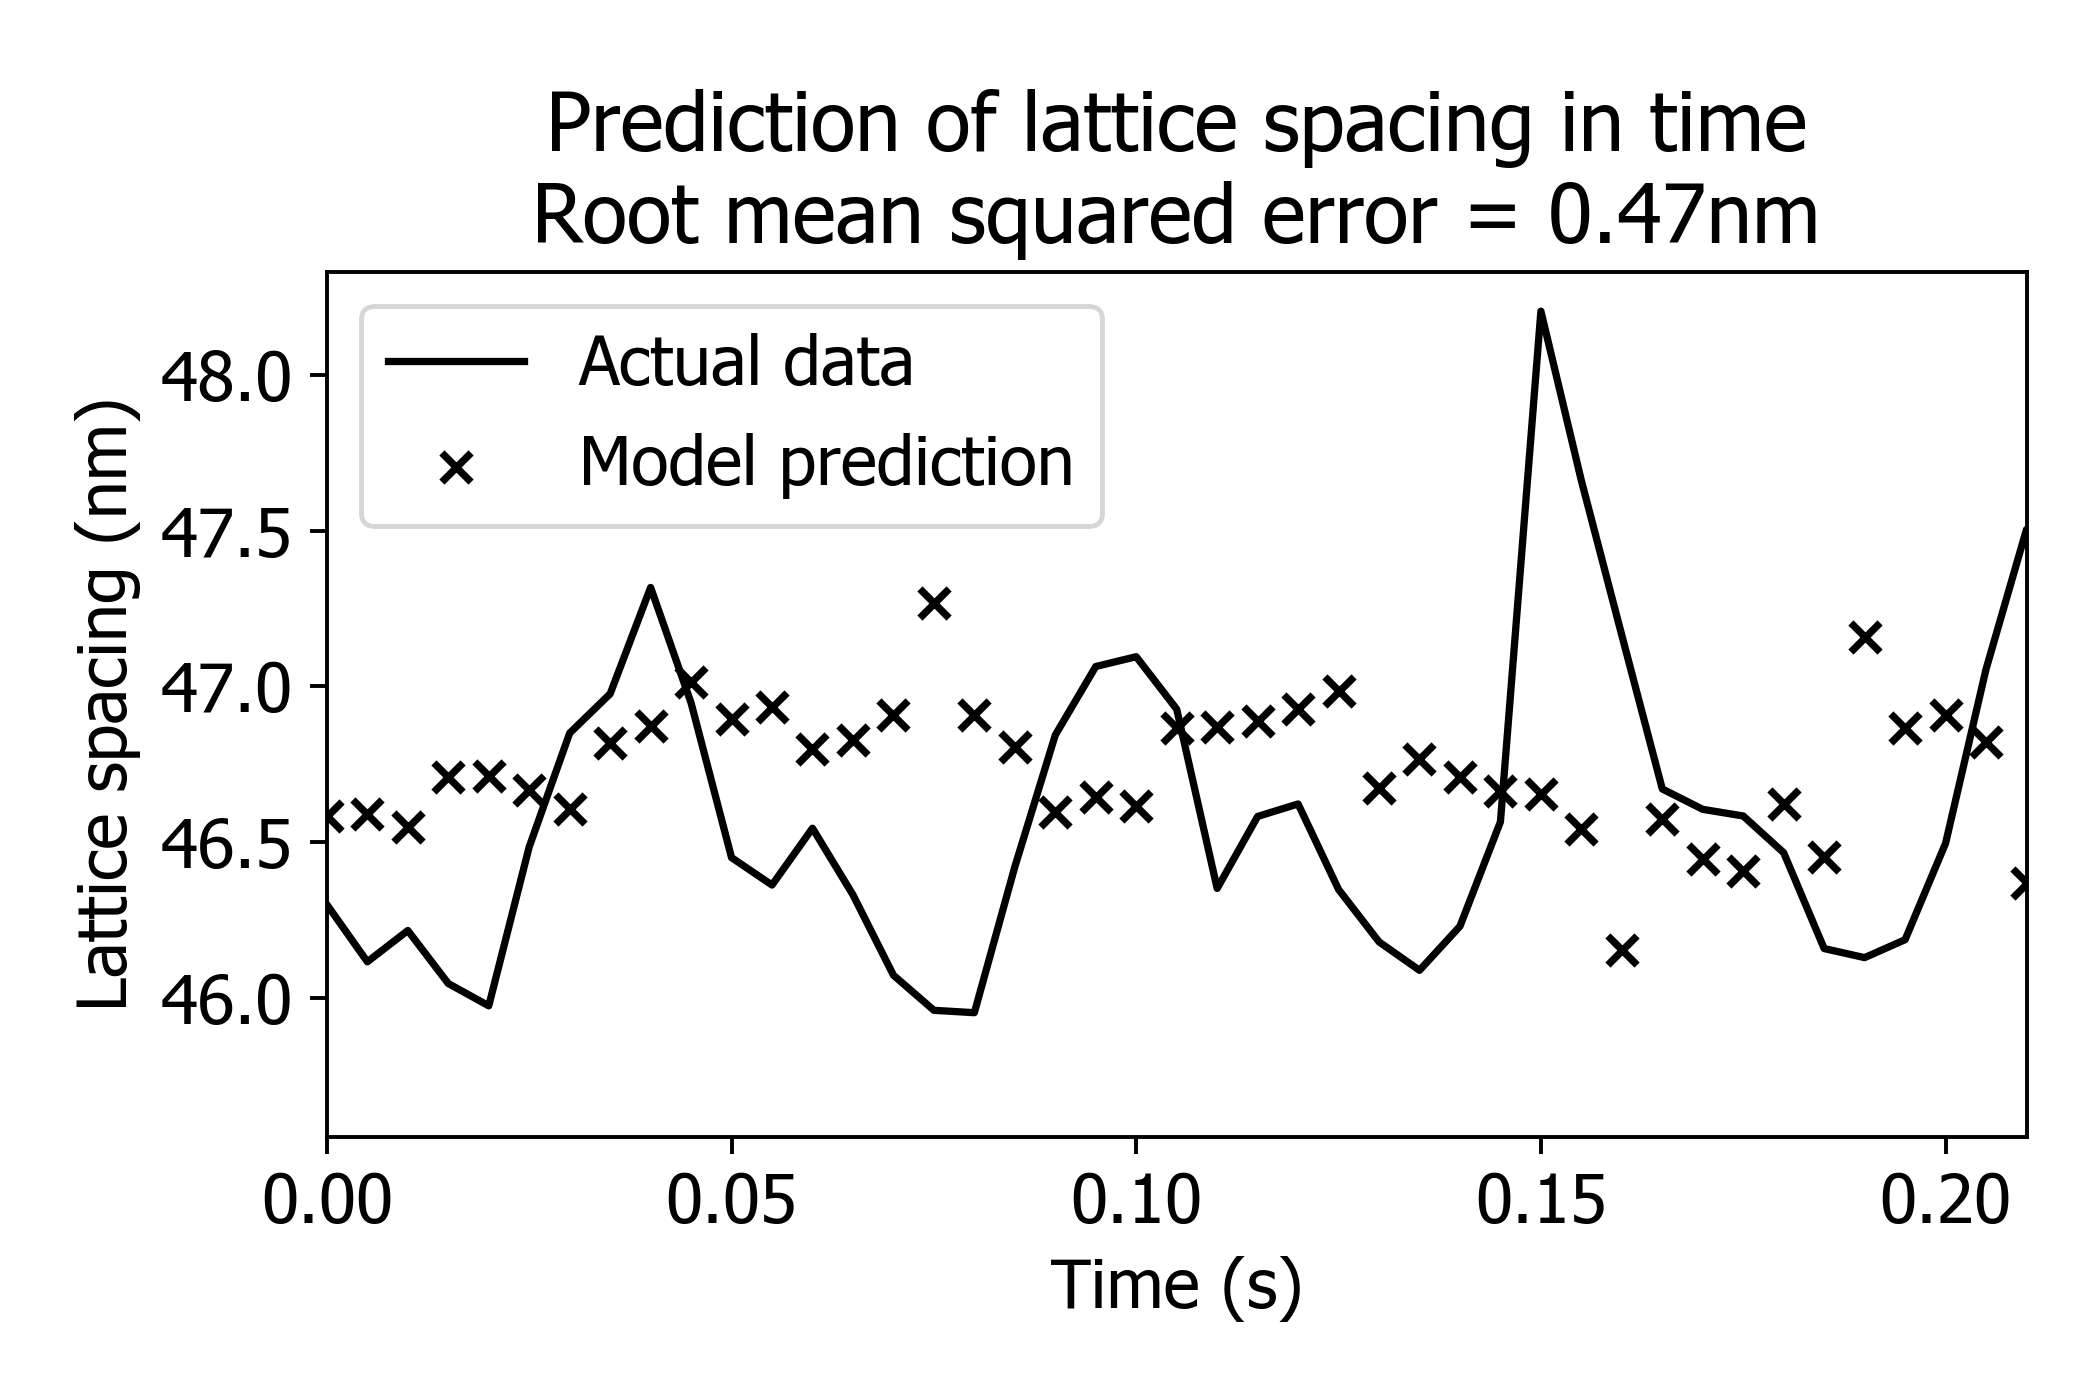 Prediction of lattice spacing in time
Root mean squared error = 0.47nm
Actual data
Model prediction
Lattice spacing (nm)
48.0
47.5
47.0
46.5
46.0
0.00 0.05 0.10 0.15 0.20
Time (s)